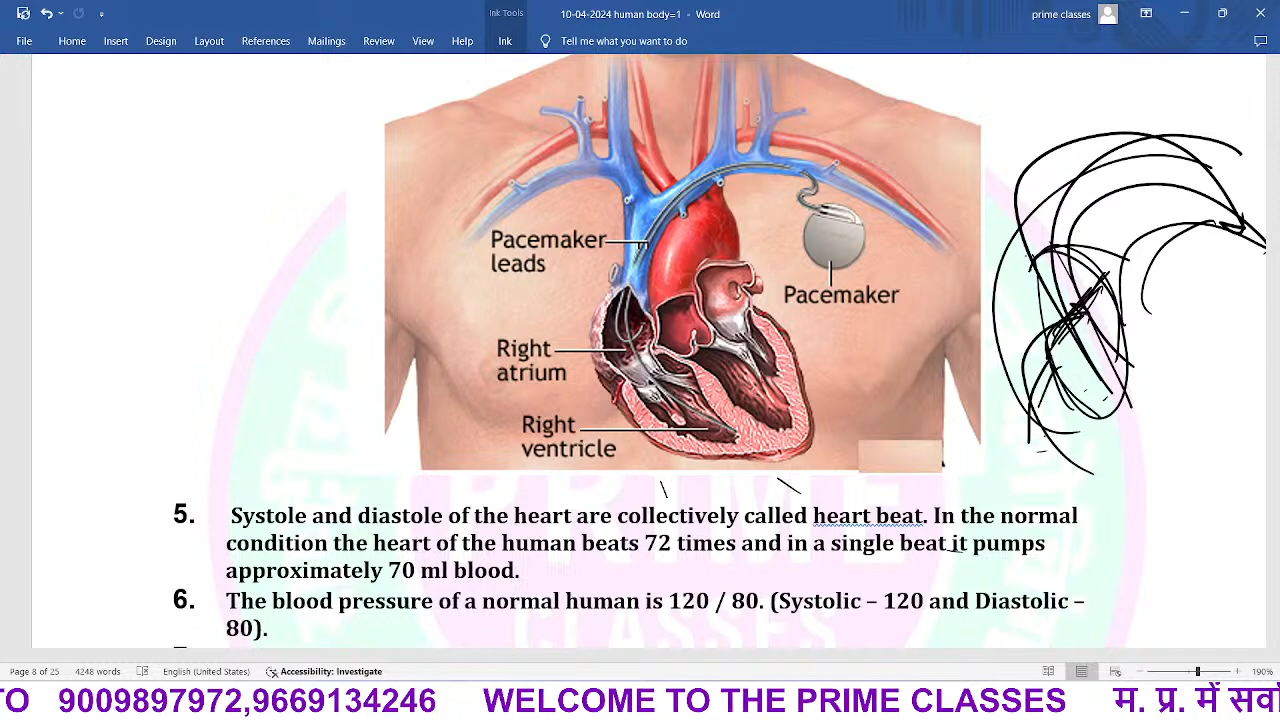 Ink Tools
10-04-2024 human body=1 - Word
prime classes
File Home Insert Design Layout References Mailings Review View Help Ink Tell me what you want to do
Pacemaker
leads
Pacemaker
Right
atrium
Right
ventricle
5. Systole and diastole of the heart are collectively called heart beat. In the normal
condition the heart of the human beats 72 times and in a single beat it pumps
approximately 70 ml blood.
6. The blood pressure of a normal human is 120 / 80. (Systolic – 120 and Diastolic –
80).
PRIME
CLASSES
Page 8 of 25 4248 words English (United States) Accessibility: Investigate 190%
TO 9009897972,9669134246 WELCOME TO THE PRIME CLASSES म. प्र. में